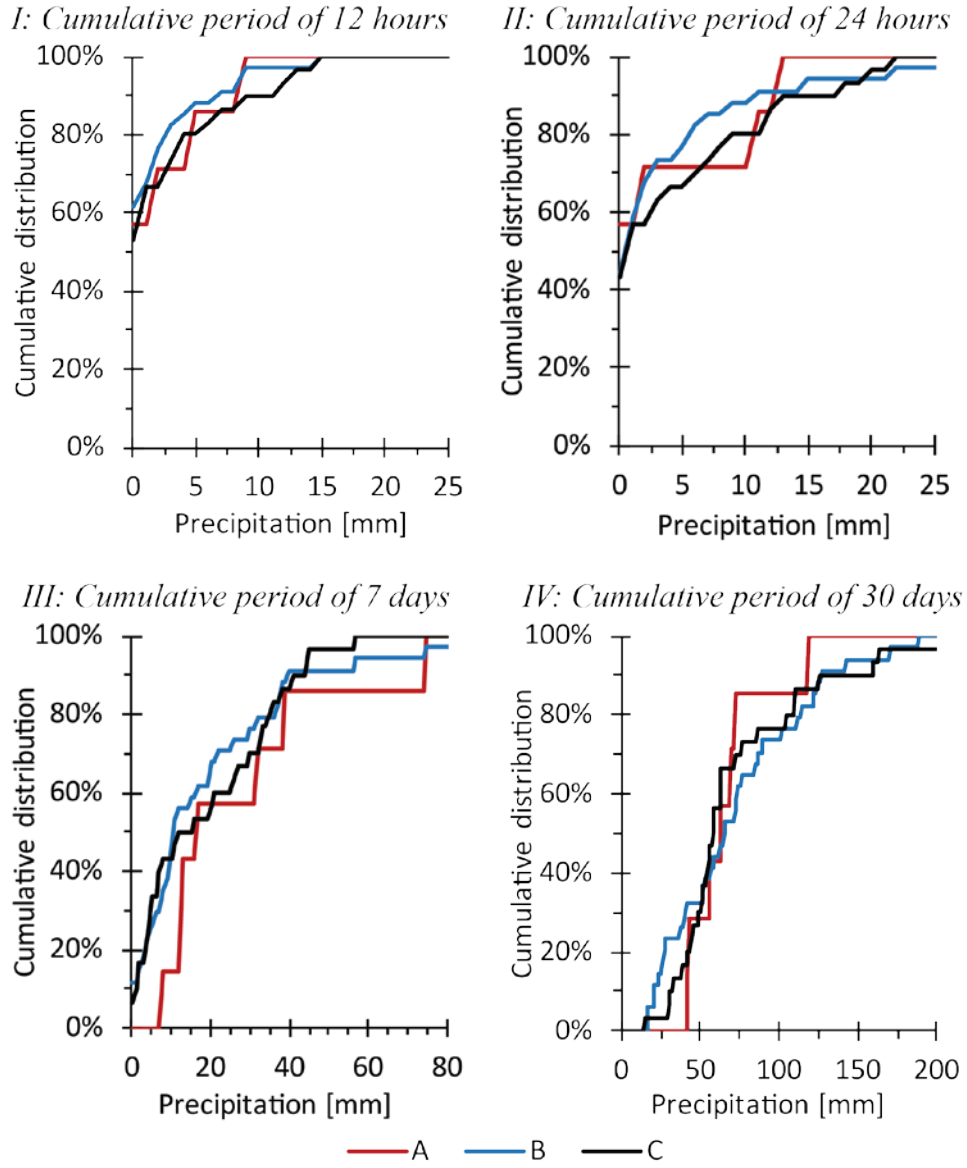 I: Cumulative period of 12 hours
Cumulative distribution
100%
80%
60%
40%
20%
0%
0 5 10 15 20 25
Precipitation [mm]
II: Cumulative period of 24 hours
Cumulative distribution
100%
80%
60%
40%
20%
0%
0 5 10 15 20 25
Precipitation [mm]
III: Cumulative period of 7 days
Cumulative distribution
100%
80%
60%
40%
20%
0%
0 20 40 60 80
Precipitation [mm]
IV: Cumulative period of 30 days
Cumulative distribution
100%
80%
60%
40%
20%
0%
0 50 100 150 200
Precipitation [mm]
A B C